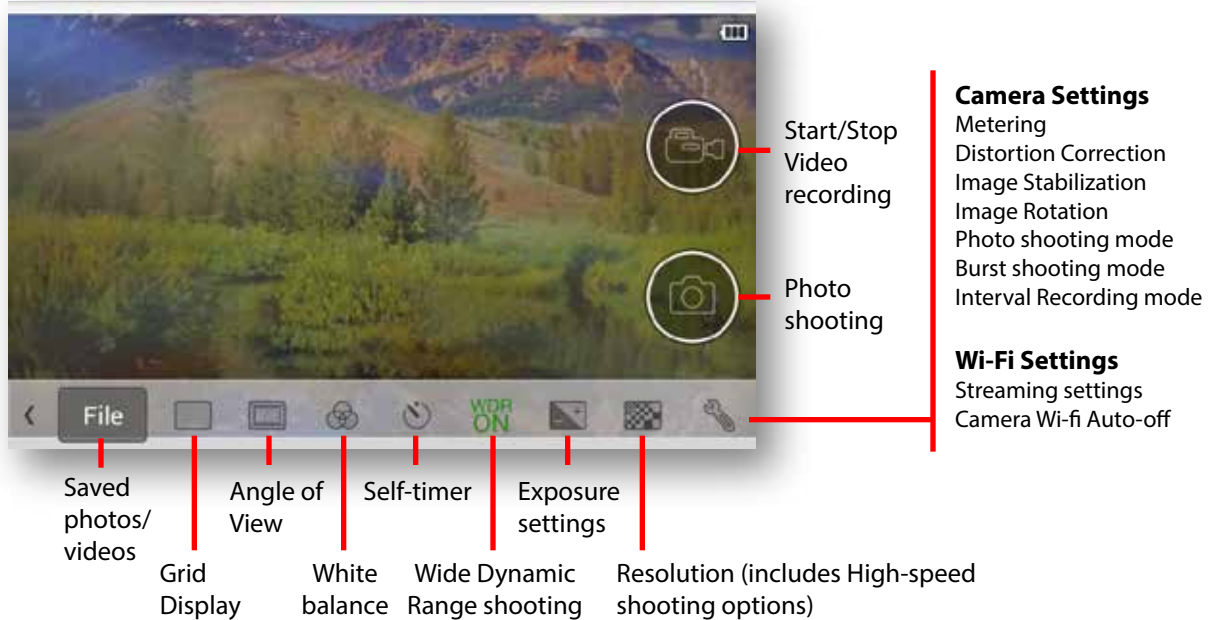 Start/Stop
Video
recording
Photo
shooting
Camera Settings
Metering
Distortion Correction
Image Stabilization
Image Rotation
Photo shooting mode
Burst shooting mode
Interval Recording mode
Wi-Fi Settings
Streaming settings
Camera Wi-fi Auto-off
File
WDR
ON
Saved
photos/
videos
Grid
Display
Angle of
View
White
balance
Self-timer
Wide Dynamic
Range shooting
Exposure
settings
Resolution (includes High-speed
shooting options)